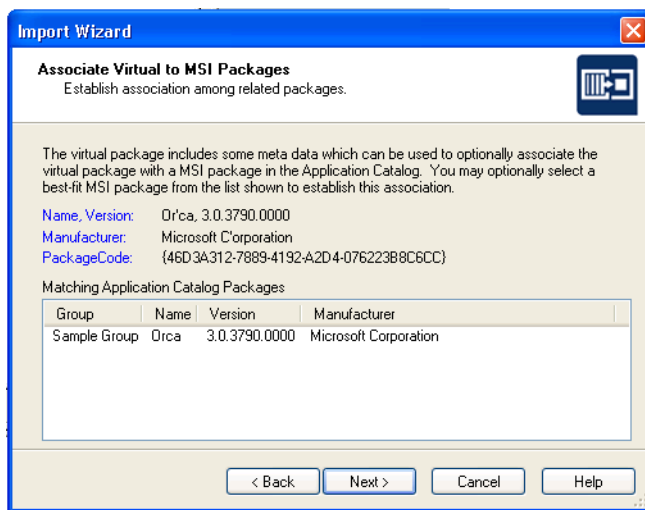 Import Wizard
Associate Virtual to MSI Packages
Establish association among related packages.
The virtual package includes some meta data which can be used to optionally associate the
virtual package with a MSI package in the Application Catalog. You may optionally select a
best-fit MSI package from the list shown to establish this association.
Name, Version: Or'ca, 3.0.3790.0000
Manufacturer: Microsoft C'orporation
PackageCode: {46D3A312-7889-4192-A2D4-076223B8C6CC}
Matching Application Catalog Packages
Group Name Version Manufacturer
Sample Group Orca 3.0.3790.0000 Microsoft Corporation
< Back Next > Cancel Help